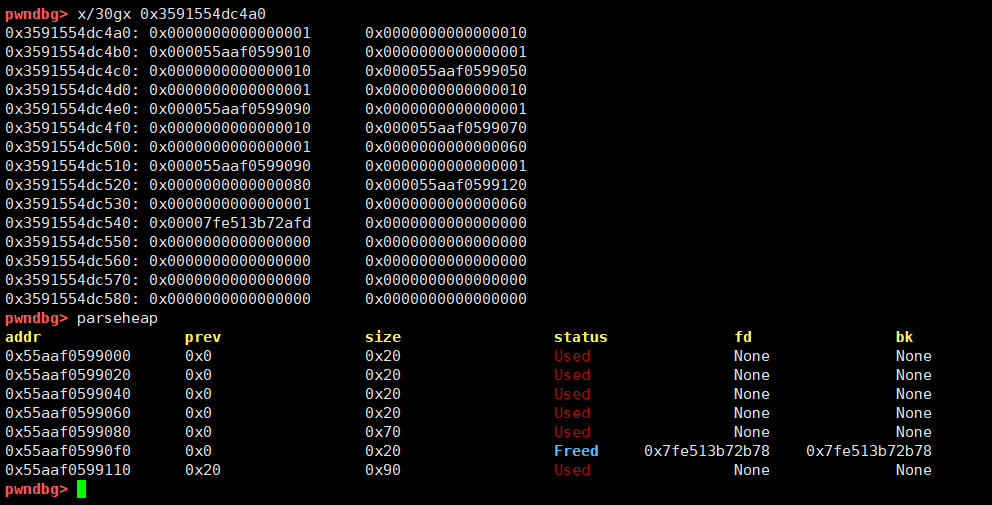 pwndbg> x/30gx 0x3591554dc4a0
0x3591554dc4a0: 0x0000000000000001 0x0000000000000010
0x3591554dc4b0: 0x000055aaf0599010 0x0000000000000001
0x3591554dc4c0: 0x0000000000000010 0x000055aaf0599050
0x3591554dc4d0: 0x0000000000000001 0x0000000000000010
0x3591554dc4e0: 0x000055aaf0599090 0x0000000000000001
0x3591554dc4f0: 0x0000000000000010 0x000055aaf0599070
0x3591554dc500: 0x0000000000000001 0x0000000000000060
0x3591554dc510: 0x000055aaf0599090 0x0000000000000001
0x3591554dc520: 0x0000000000000080 0x000055aaf0599120
0x3591554dc530: 0x0000000000000001 0x0000000000000060
0x3591554dc540: 0x00007fe513b72afd 0x0000000000000000
0x3591554dc550: 0x0000000000000000 0x0000000000000000
0x3591554dc560: 0x0000000000000000 0x0000000000000000
0x3591554dc570: 0x0000000000000000 0x0000000000000000
0x3591554dc580: 0x0000000000000000 0x0000000000000000
pwndbg> parseheap
addr prev size status fd bk
0x55aaf0599000 0x0 0x20 Used None None
0x55aaf0599020 0x0 0x20 Used None None
0x55aaf0599040 0x0 0x20 Used None None
0x55aaf0599060 0x0 0x20 Used None None
0x55aaf0599080 0x0 0x70 Used None None
0x55aaf05990f0 0x0 0x20 Freed 0x7fe513b72b78 0x7fe513b72b78
0x55aaf0599110 0x20 0x90 Used None None
pwndbg>